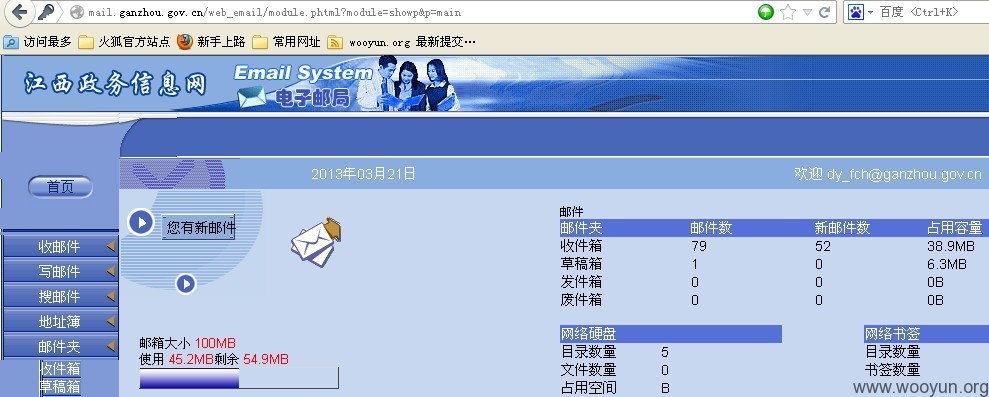 mail.ganzhou.gov.cn/web_email/module.phtml?module=showp&p=main
百度 <Ctrl+K>
访问最多 火狐官方站点 新手上路 常用网址 wooyun.org 最新提交…
江西政务信息网 Email System
电子邮局
2013年03月21日 欢迎 dy_fch@ganzhou.gov.cn
首页
您有新邮件
收邮件
写邮件
搜邮件
地址簿
邮件夹
收件箱
草稿箱
邮箱大小 100MB
使用 45.2MB剩余 54.9MB
邮件
邮件夹 邮件数 新邮件数 占用容量
收件箱 79 52 38.9MB
草稿箱 1 0 6.3MB
发件箱 0 0 0B
废件箱 0 0 0B
网络硬盘 网络书签
目录数量 5 目录数量
文件数量 0 书签数量
占用空间 B
www.wooyun.org